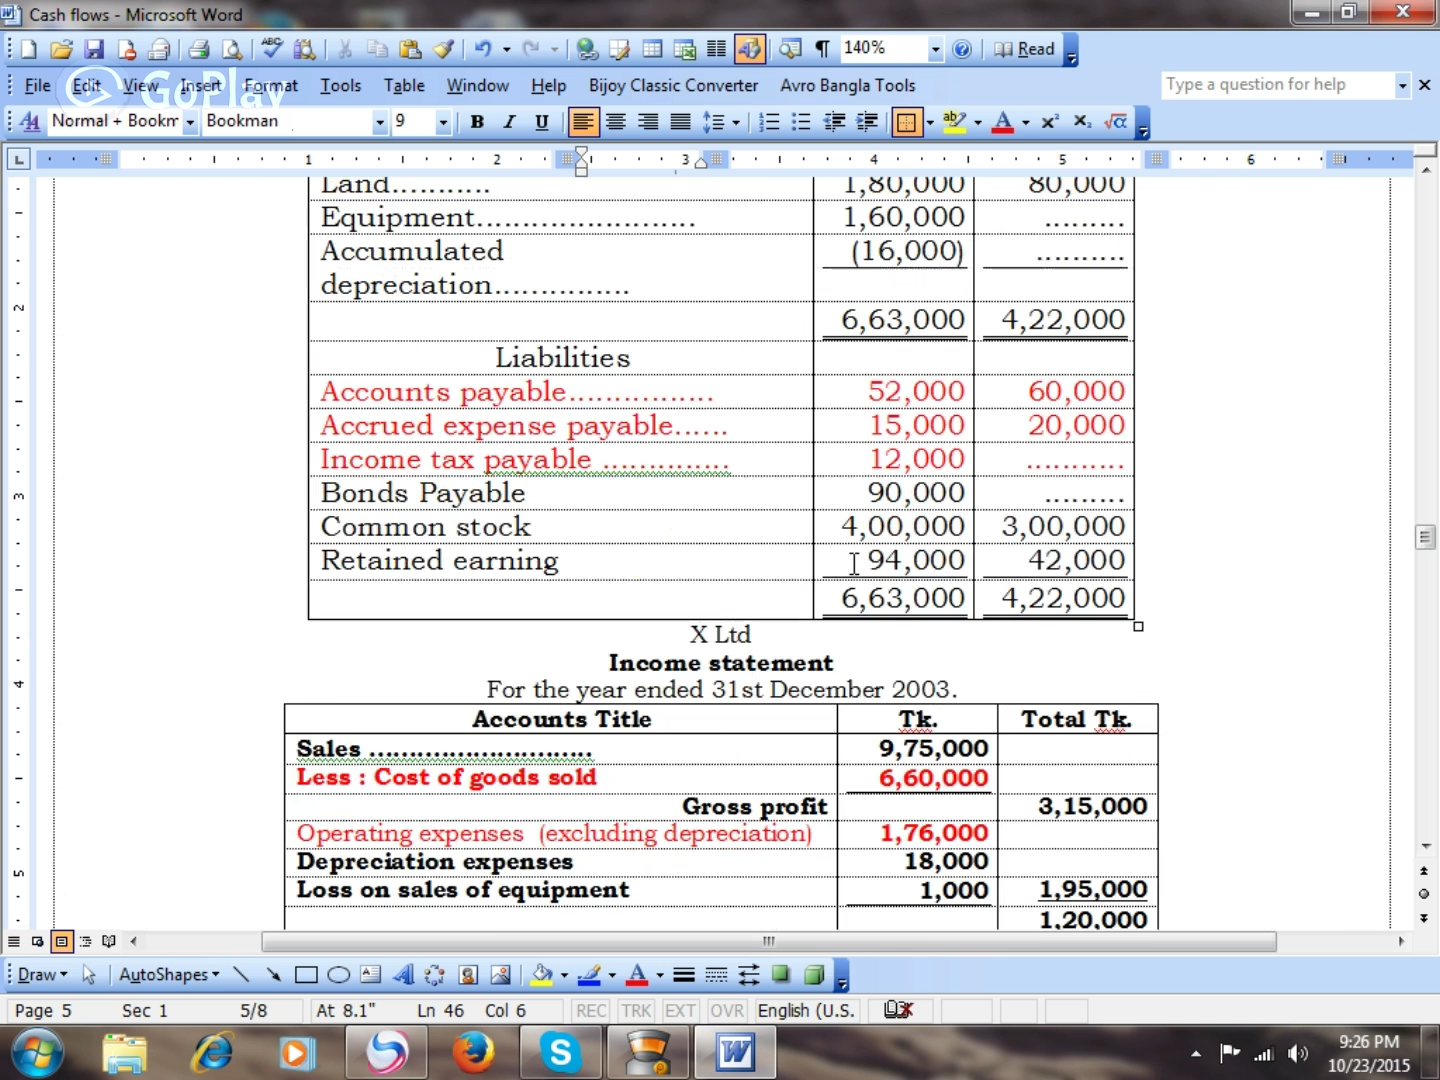 Cash flows - Microsoft Word
140%
Read
GoPlay
File Edit View Insert Format Tools Table Window Help Bijoy Classic Converter Avro Bangla Tools
Type a question for help
Normal + Bookm Bookman 9 B I U
1 2 3 4 5 6
Land........... 1,80,000 80,000
Equipment........................ 1,60,000 .........
Accumulated (16,000) ..........
depreciation...............
6,63,000 4,22,000
Liabilities
Accounts payable............... 52,000 60,000
Accrued expense payable...... 15,000 20,000
Income tax payable .............. 12,000 ...........
Bonds Payable 90,000 .........
Common stock 4,00,000 3,00,000
Retained earning 94,000 42,000
6,63,000 4,22,000
X Ltd
Income statement
For the year ended 31st December 2003.
Accounts Title Tk. Total Tk.
Sales ............................ 9,75,000
Less : Cost of goods sold 6,60,000
Gross profit 3,15,000
Operating expenses (excluding depreciation) 1,76,000
Depreciation expenses 18,000
Loss on sales of equipment 1,000 1,95,000
1,20,000
Draw AutoShapes
Page 5 Sec 1 5/8 At 8.1" Ln 46 Col 6 REC TRK EXT OVR English (U.S.
9:26 PM
10/23/2015